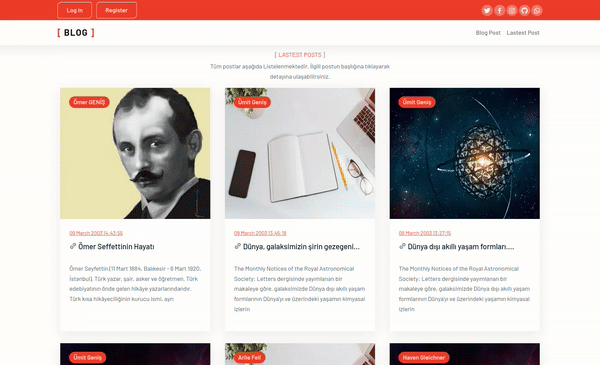 Log In
Register
[ BLOG ]
Blog Post
Lastest Post
[ LASTEST POSTS ]
Tüm postlar aşağıda Listelenmektedir. İlgili postun başlığına tıklayarak
detayına ulaşabilirsiniz.
Ömer GENİŞ
09 March 2003 14:43:56
Ömer Seffettinin Hayatı
Ömer Seyfettin (11 Mart 1884, Balıkesir - 6 Mart 1920,
İstanbul), Türk yazar, şair, asker ve öğretmen. Türk
edebiyatının önde gelen hikâye yazarlarındandır.
Türk kısa hikâyeciliğinin kurucu ismi, ayrı
Ümit Geniş
09 March 2003 13:46:18
Dünya, galaksimizin şirin gezegeni...
The Monthly Notices of the Royal Astronomical
Society: Letters dergisinde yayımlanan bir
makaleye göre, galaksimizde Dünya dışı akıllı yaşam
formlarının Dünya'yı ve üzerindeki yaşamın kimyasal
izlerin
Ümit Geniş
09 March 2003 13:27:15
Dünya dışı akıllı yaşam formları....
The Monthly Notices of the Royal Astronomical
Society: Letters dergisinde yayımlanan bir
makaleye göre, galaksimizde Dünya dışı akıllı yaşam
formlarının Dünya'yı ve üzerindeki yaşamın kimyasal
izlerin
Ümit Geniş
Arlie Feil
Haven Gleichner